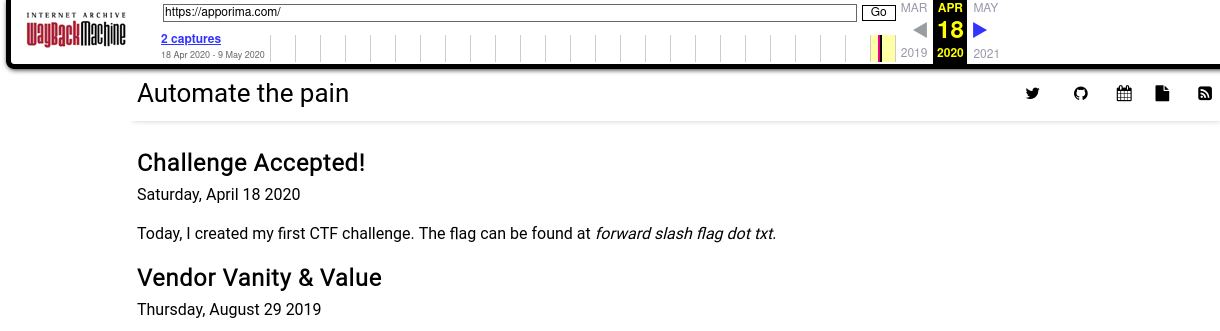 INTERNET ARCHIVE
WayBackMachine
https://apporima.com/
Go
2 captures
18 Apr 2020 - 9 May 2020
MAR APR MAY
18
2019 2020 2021
Automate the pain
Challenge Accepted!
Saturday, April 18 2020
Today, I created my first CTF challenge. The flag can be found at forward slash flag dot txt.
Vendor Vanity & Value
Thursday, August 29 2019